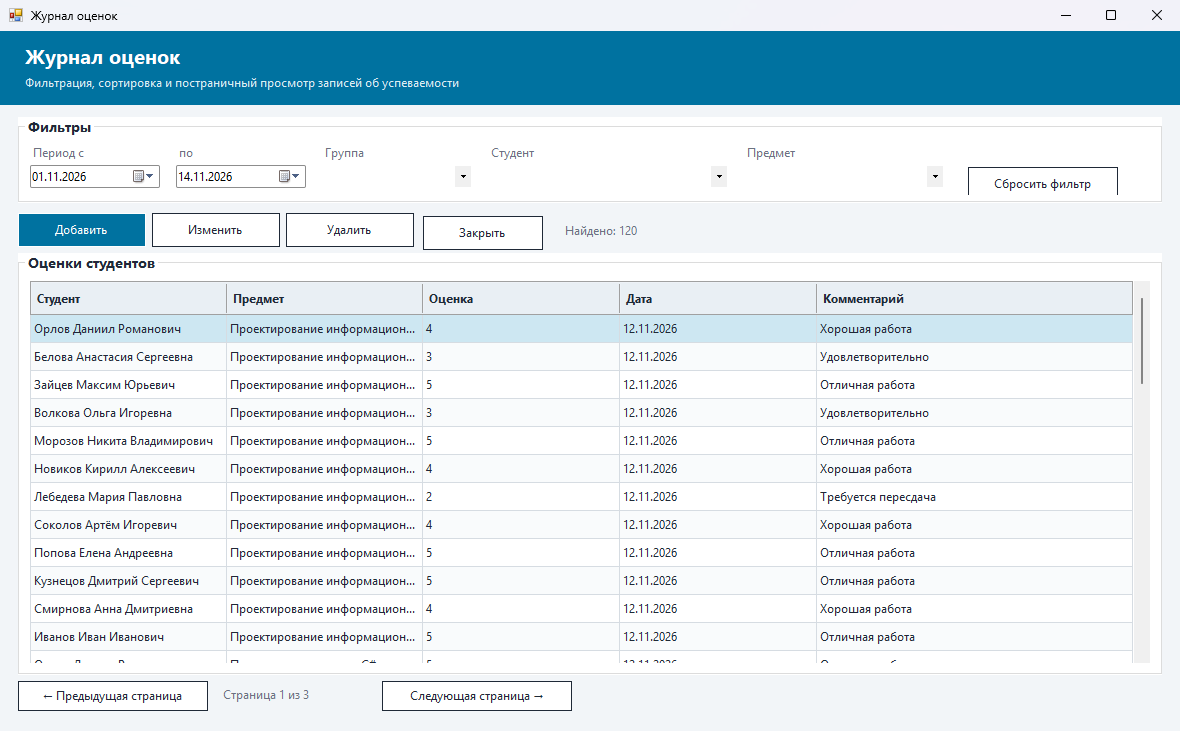 Журнал оценок
Журнал оценок
Фильтрация, сортировка и постраничный просмотр записей об успеваемости
Фильтры
Период с по Группа Студент Предмет
01.11.2026 14.11.2026 Сбросить фильтр
Добавить Изменить Удалить Закрыть Найдено: 120
Оценки студентов
Студент Предмет Оценка Дата Комментарий
Орлов Даниил Романович Проектирование информацион... 4 12.11.2026 Хорошая работа
Белова Анастасия Сергеевна Проектирование информацион... 3 12.11.2026 Удовлетворительно
Зайцев Максим Юрьевич Проектирование информацион... 5 12.11.2026 Отличная работа
Волкова Ольга Игоревна Проектирование информацион... 3 12.11.2026 Удовлетворительно
Морозов Никита Владимирович Проектирование информацион... 5 12.11.2026 Отличная работа
Новиков Кирилл Алексеевич Проектирование информацион... 4 12.11.2026 Хорошая работа
Лебедева Мария Павловна Проектирование информацион... 2 12.11.2026 Требуется пересдача
Соколов Артём Игоревич Проектирование информацион... 4 12.11.2026 Хорошая работа
Попова Елена Андреевна Проектирование информацион... 5 12.11.2026 Отличная работа
Кузнецов Дмитрий Сергеевич Проектирование информацион... 5 12.11.2026 Отличная работа
Смирнова Анна Дмитриевна Проектирование информацион... 4 12.11.2026 Хорошая работа
Иванов Иван Иванович Проектирование информацион... 5 12.11.2026 Отличная работа
← Предыдущая страница Страница 1 из 3 Следующая страница →